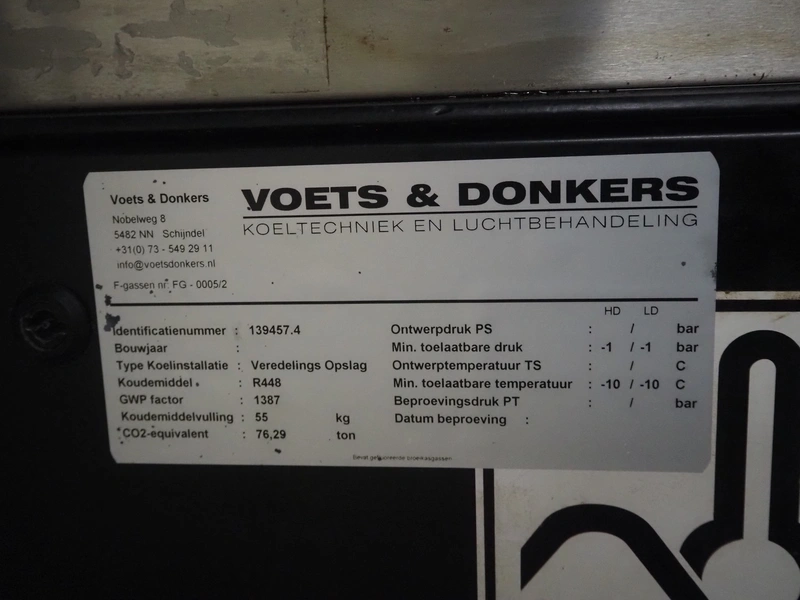 Voets & Donkers
Nobelweg 8
5482 NN Schijndel
+31(0) 73 - 549 29 11
info@voetsdonkers.nl
F-gassen nr. FG - 0005/2
VOETS & DONKERS
KOELTECHNIEK EN LUCHTBEHANDELING
Identificatienummer : 139457.4
Bouwjaar :
Type Koelinstallatie : Veredelings Opslag
Koudemiddel : R448
GWP factor : 1387
Koudemiddelvulling : 55 kg
CO2-equivalent : 76,29 ton
HD LD
Ontwerpdruk PS : / bar
Min. toelaatbare druk : -1 / -1 bar
Ontwerptemperatuur TS : / C
Min. toelaatbare temperatuur : -10 / -10 C
Beproevingsdruk PT : / bar
Datum beproeving :
Bevat gefluoreerde broeikasgassen